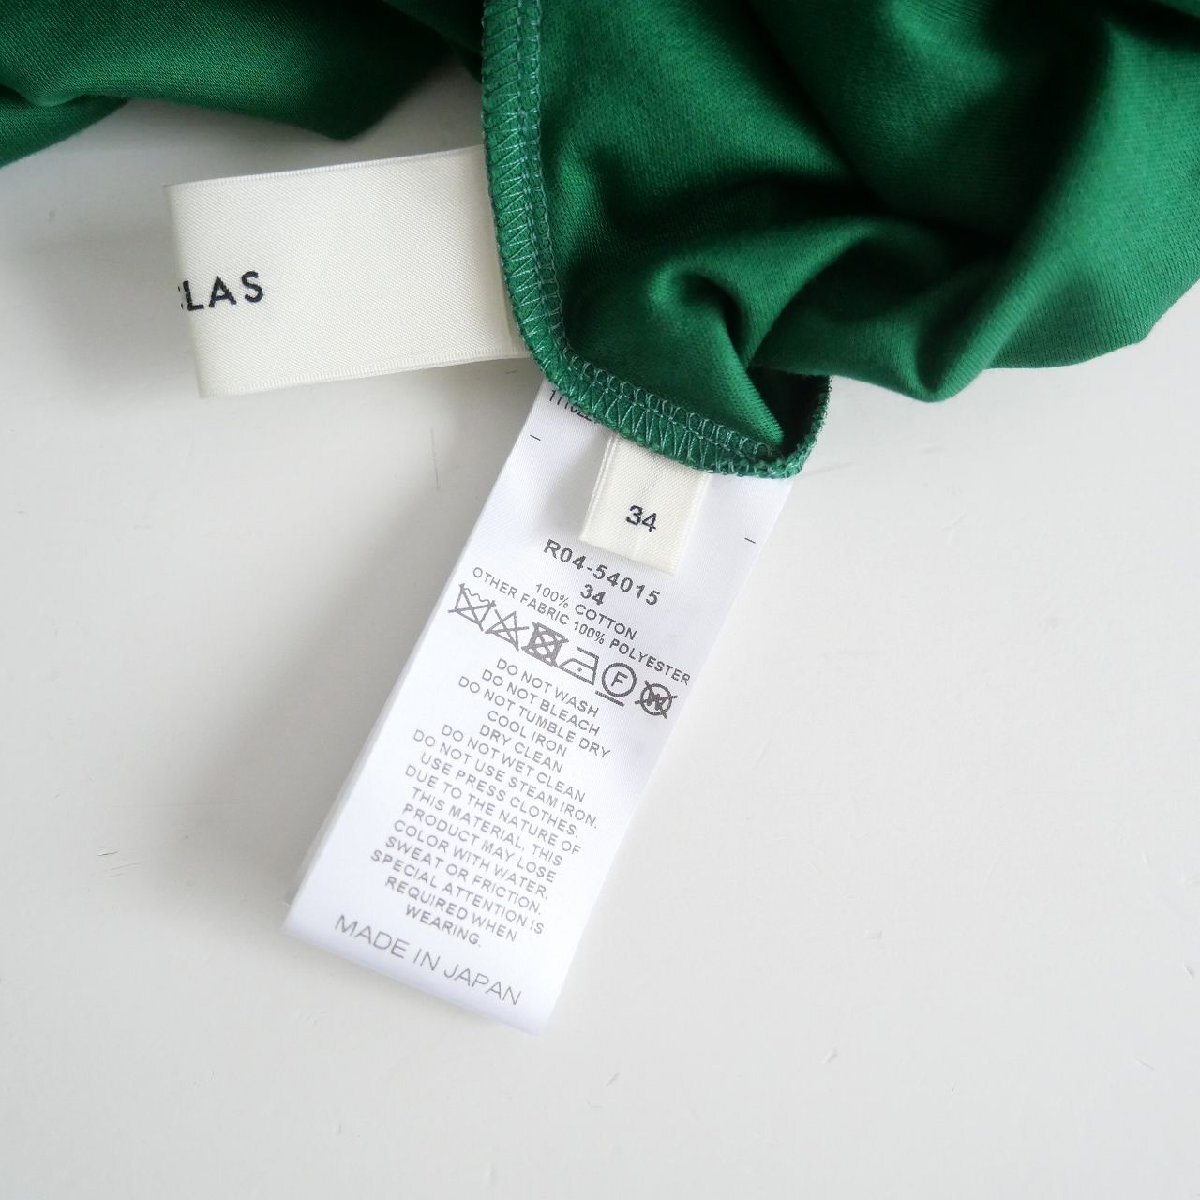 LAS
34
R04-54015
34
100% COTTON
OTHER FABRIC 100% POLYESTER
F
W
DO NOT WASH
DO NOT BLEACH
DO NOT TUMBLE DRY
COOL IRON
DRY CLEAN
DO NOT WET CLEAN
DO NOT USE STEAM IRON.
USE PRESS CLOTHES.
DUE TO THE NATURE OF
THIS MATERIAL, THIS
PRODUCT MAY LOSE
COLOR WITH WATER,
SWEAT OR FRICTION.
SPECIAL ATTENTION IS
REQUIRED WHEN
WEARING.
MADE IN JAPAN